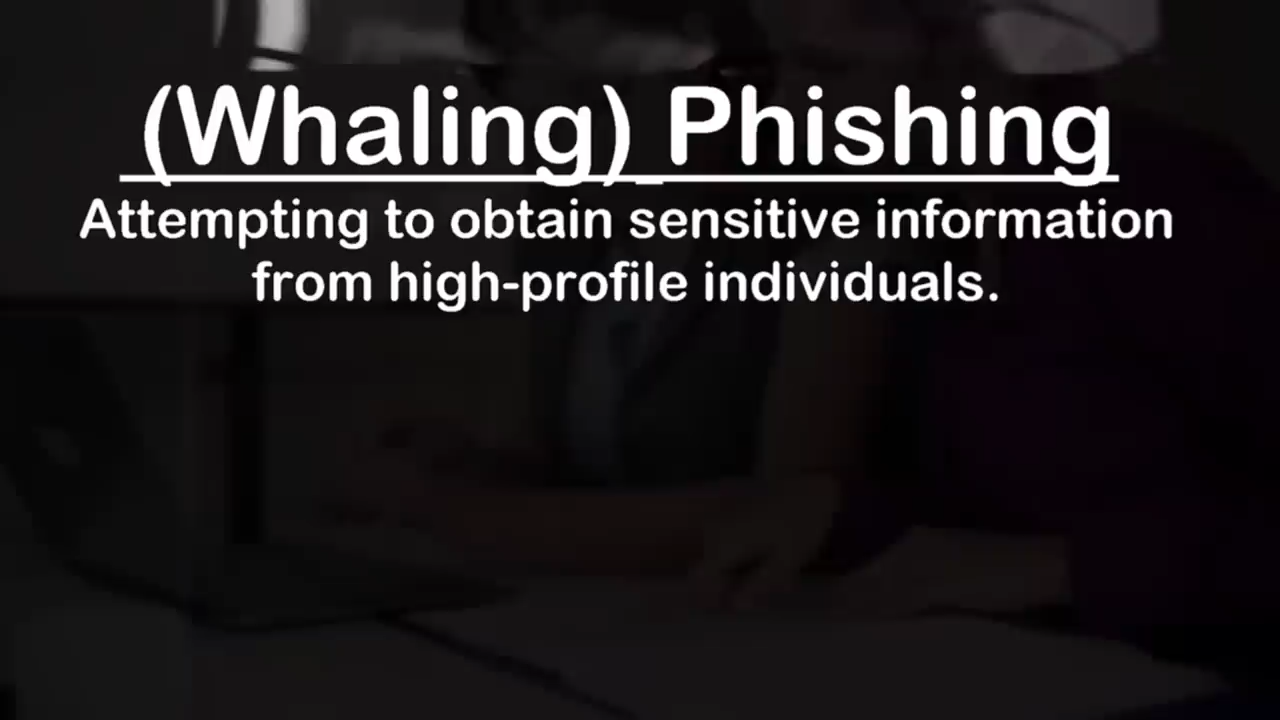 (Whaling) Phishing
Attempting to obtain sensitive information
from high-profile individuals.